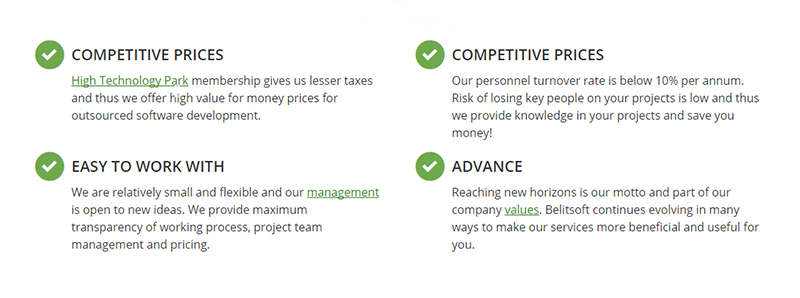 COMPETITIVE PRICES
High Technology Park membership gives us lesser taxes
and thus we offer high value for money prices for
outsourced software development.
COMPETITIVE PRICES
Our personnel turnover rate is below 10% per annum.
Risk of losing key people on your projects is low and thus
we provide knowledge in your projects and save you
money!
EASY TO WORK WITH
We are relatively small and flexible and our management
is open to new ideas. We provide maximum
transparency of working process, project team
management and pricing.
ADVANCE
Reaching new horizons is our motto and part of our
company values. Belitsoft continues evolving in many
ways to make our services more beneficial and useful for
you.